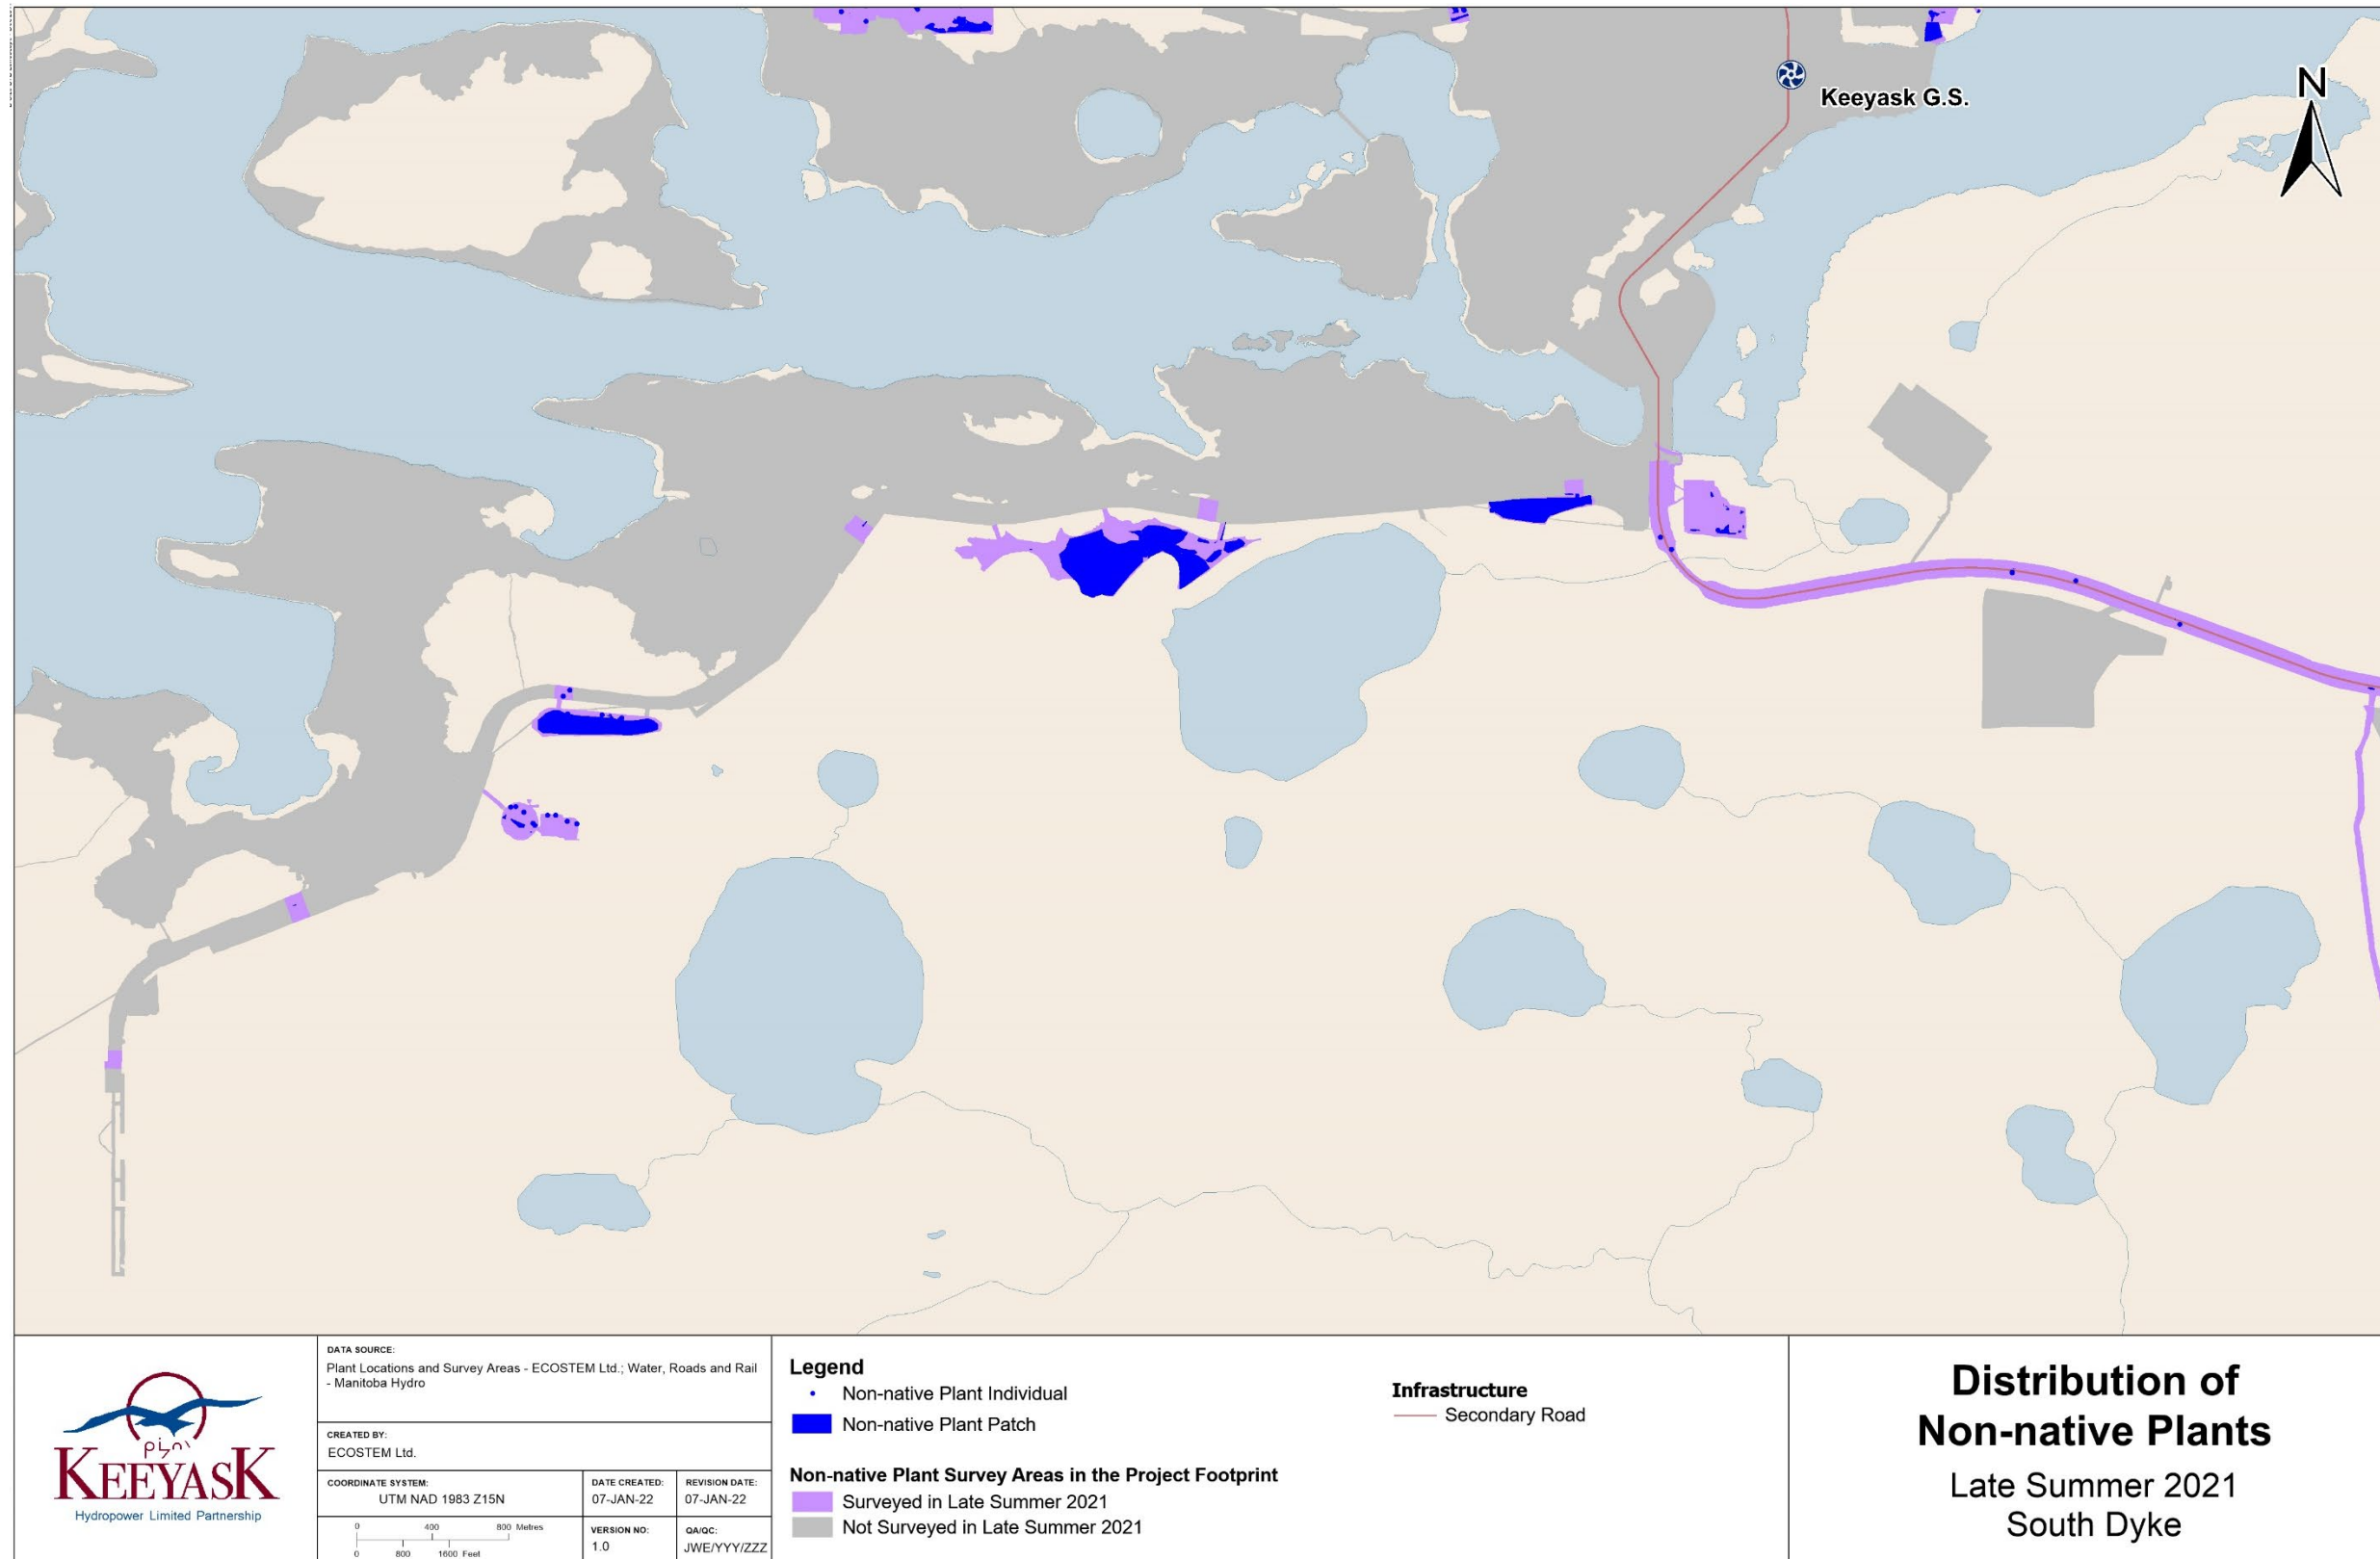 Keeyask G.S.
N
ᑭᔭᐢᐠ
KEEYASK
Hydropower Limited Partnership
DATA SOURCE:
Plant Locations and Survey Areas - ECOSTEM Ltd.; Water, Roads and Rail
- Manitoba Hydro
CREATED BY:
ECOSTEM Ltd.
COORDINATE SYSTEM:
UTM NAD 1983 Z15N
DATE CREATED:
07-JAN-22
REVISION DATE:
07-JAN-22
0 400 800 Metres
0 800 1600 Feet
VERSION NO:
1.0
QA/QC:
JWE/YYY/ZZZ
Legend
Non-native Plant Individual
Non-native Plant Patch
Non-native Plant Survey Areas in the Project Footprint
Surveyed in Late Summer 2021
Not Surveyed in Late Summer 2021
Infrastructure
Secondary Road
Distribution of
Non-native Plants
Late Summer 2021
South Dyke